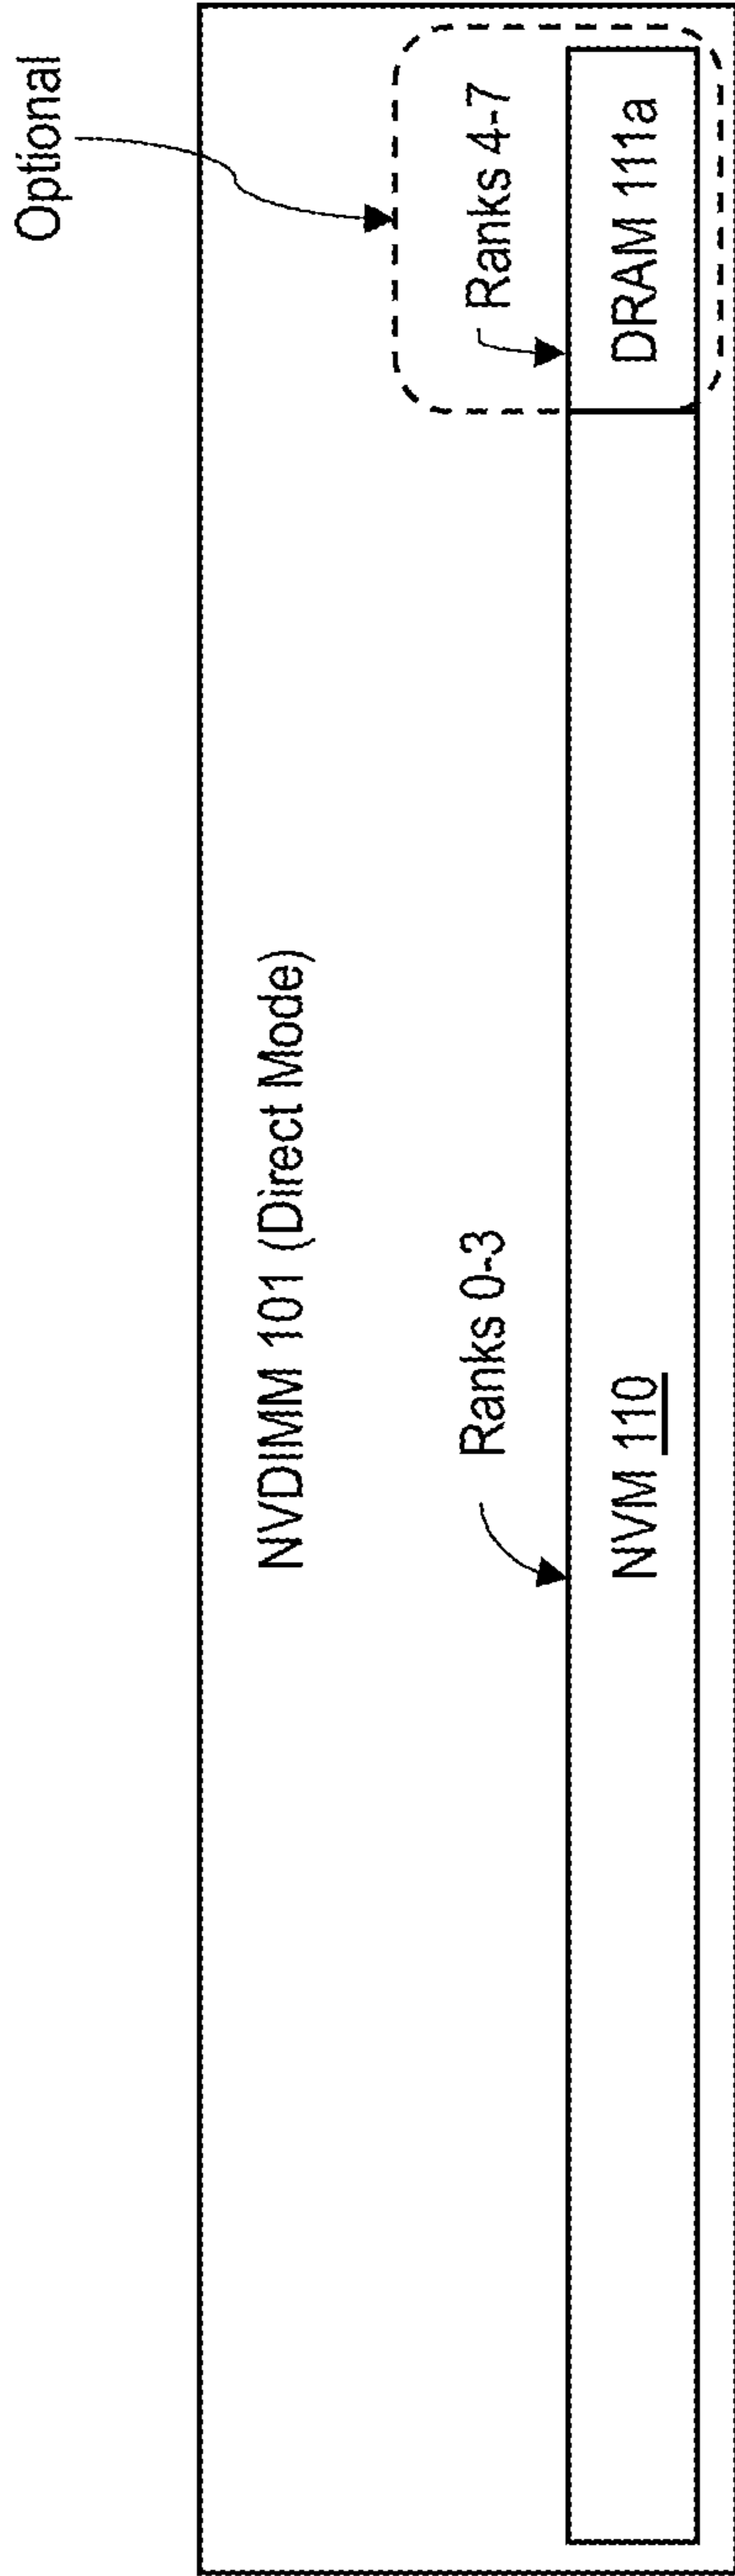 Optional
NVDIMM 101 (Direct Mode)
Ranks 4-7
Ranks 0-3
NVM 110
DRAM 111a